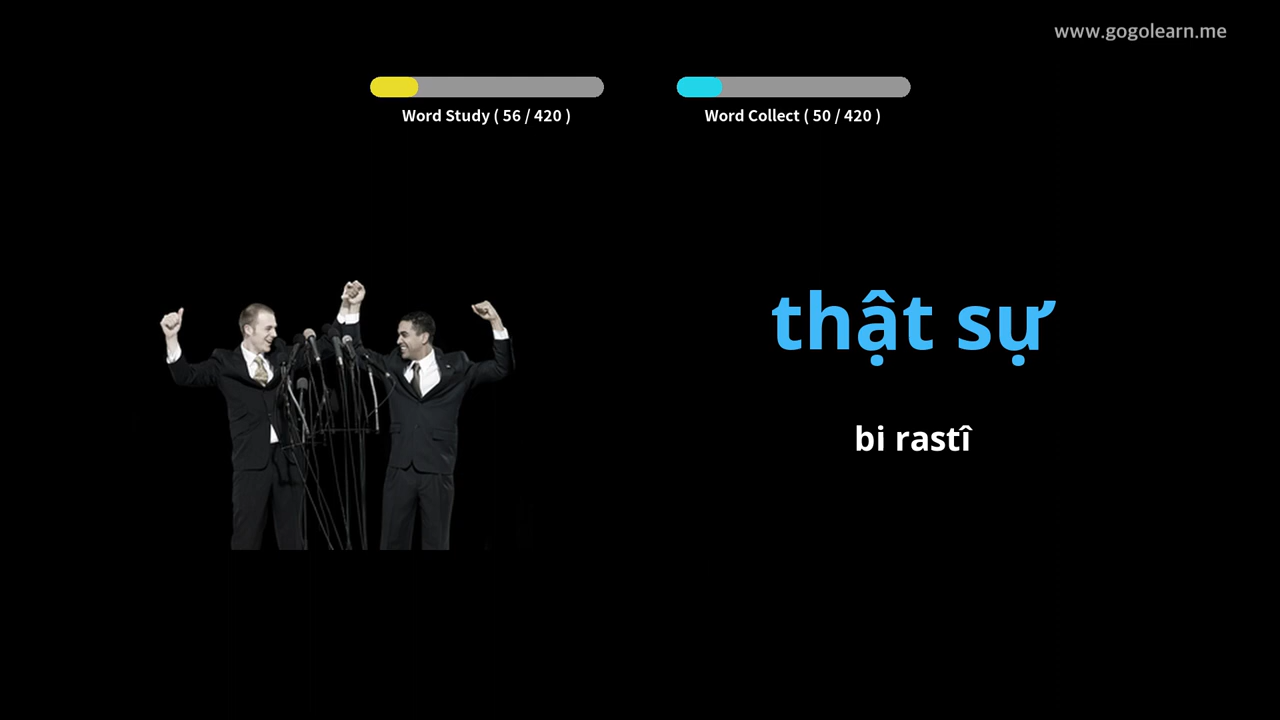 www.gogolearn.me
Word Study ( 56 / 420 )
Word Collect ( 50 / 420 )
thật sự
bi rastî